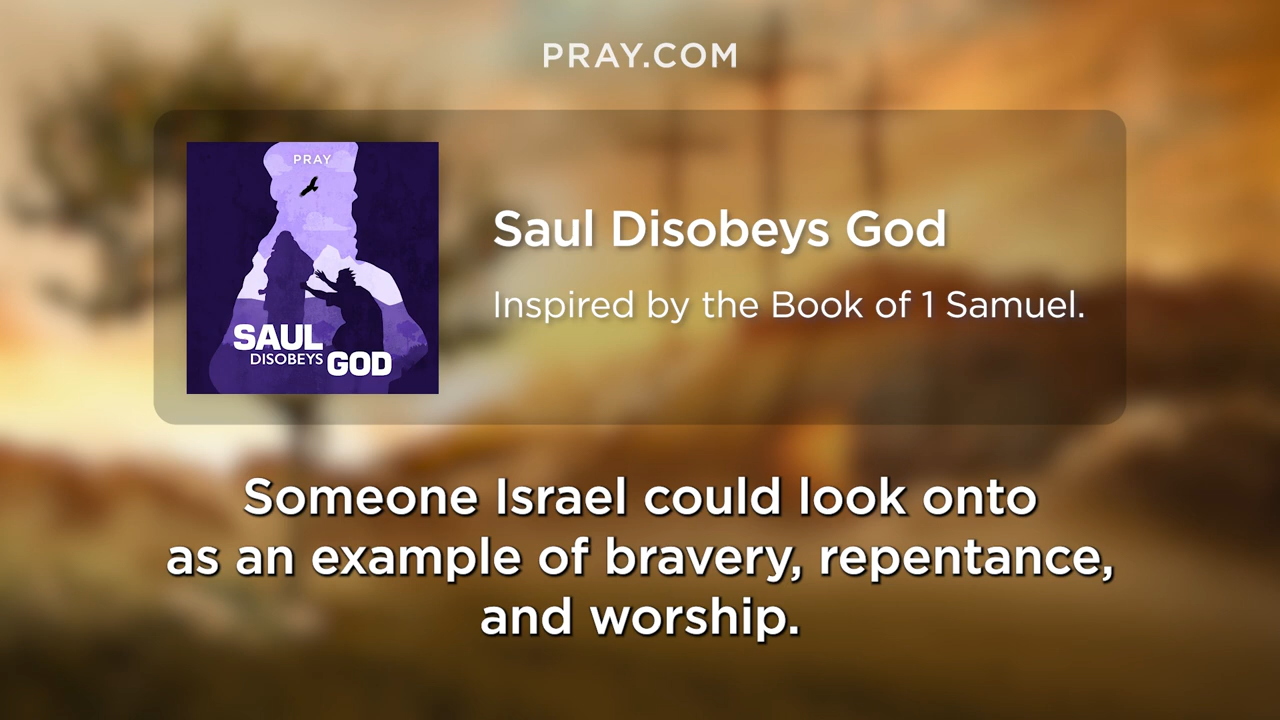 PRAY.COM
PRAY
SAUL
DISOBEYS
GOD
Saul Disobeys God
Inspired by the Book of 1 Samuel.
Someone Israel could look onto
as an example of bravery, repentance,
and worship.